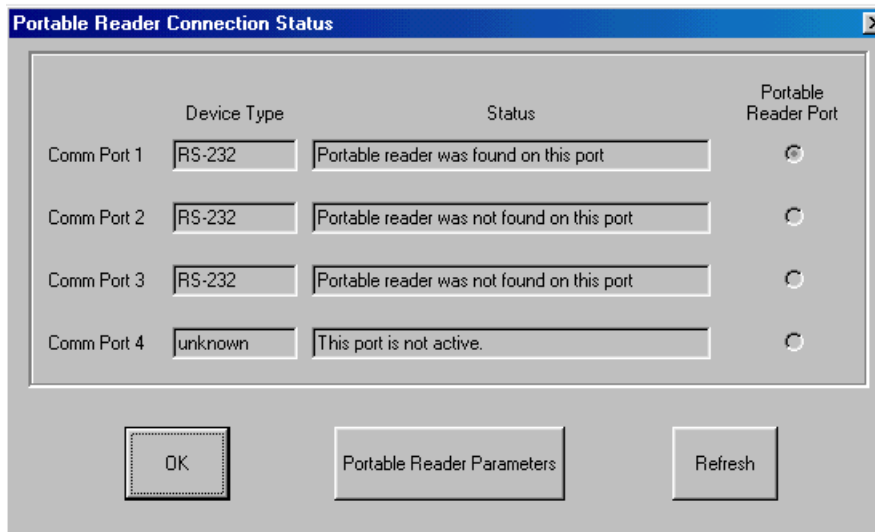 Portable Reader Connection Status
Device Type Status Portable Reader Port
Comm Port 1 RS-232 Portable reader was found on this port
Comm Port 2 RS-232 Portable reader was not found on this port
Comm Port 3 RS-232 Portable reader was not found on this port
Comm Port 4 unknown This port is not active.
OK Portable Reader Parameters Refresh